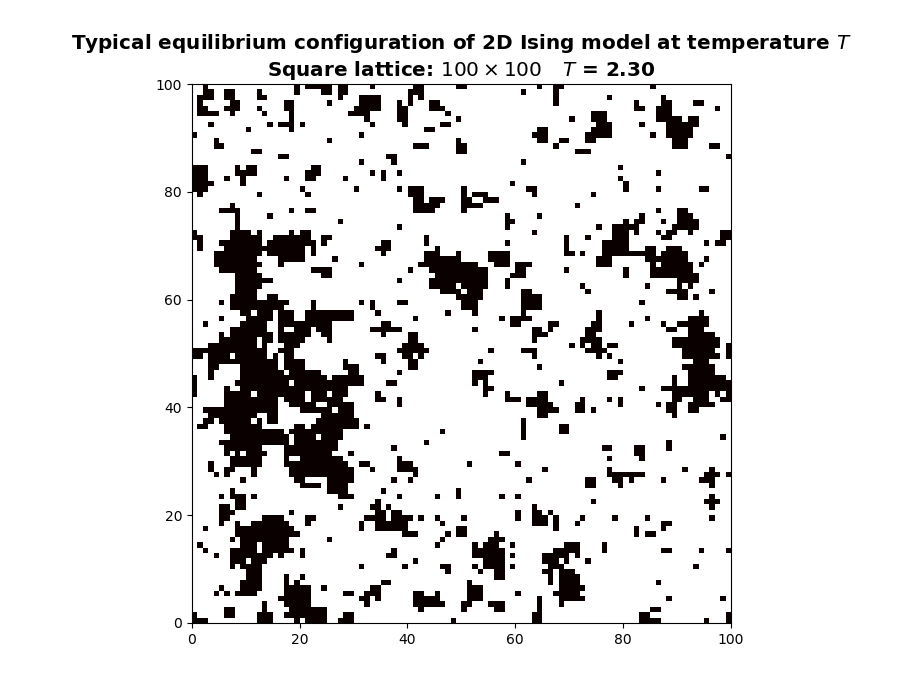 Typical equilibrium configuration of 2D Ising model at temperature T
Square lattice: 100 × 100 T = 2.30
100
80
60
40
20
0
0 20 40 60 80 100